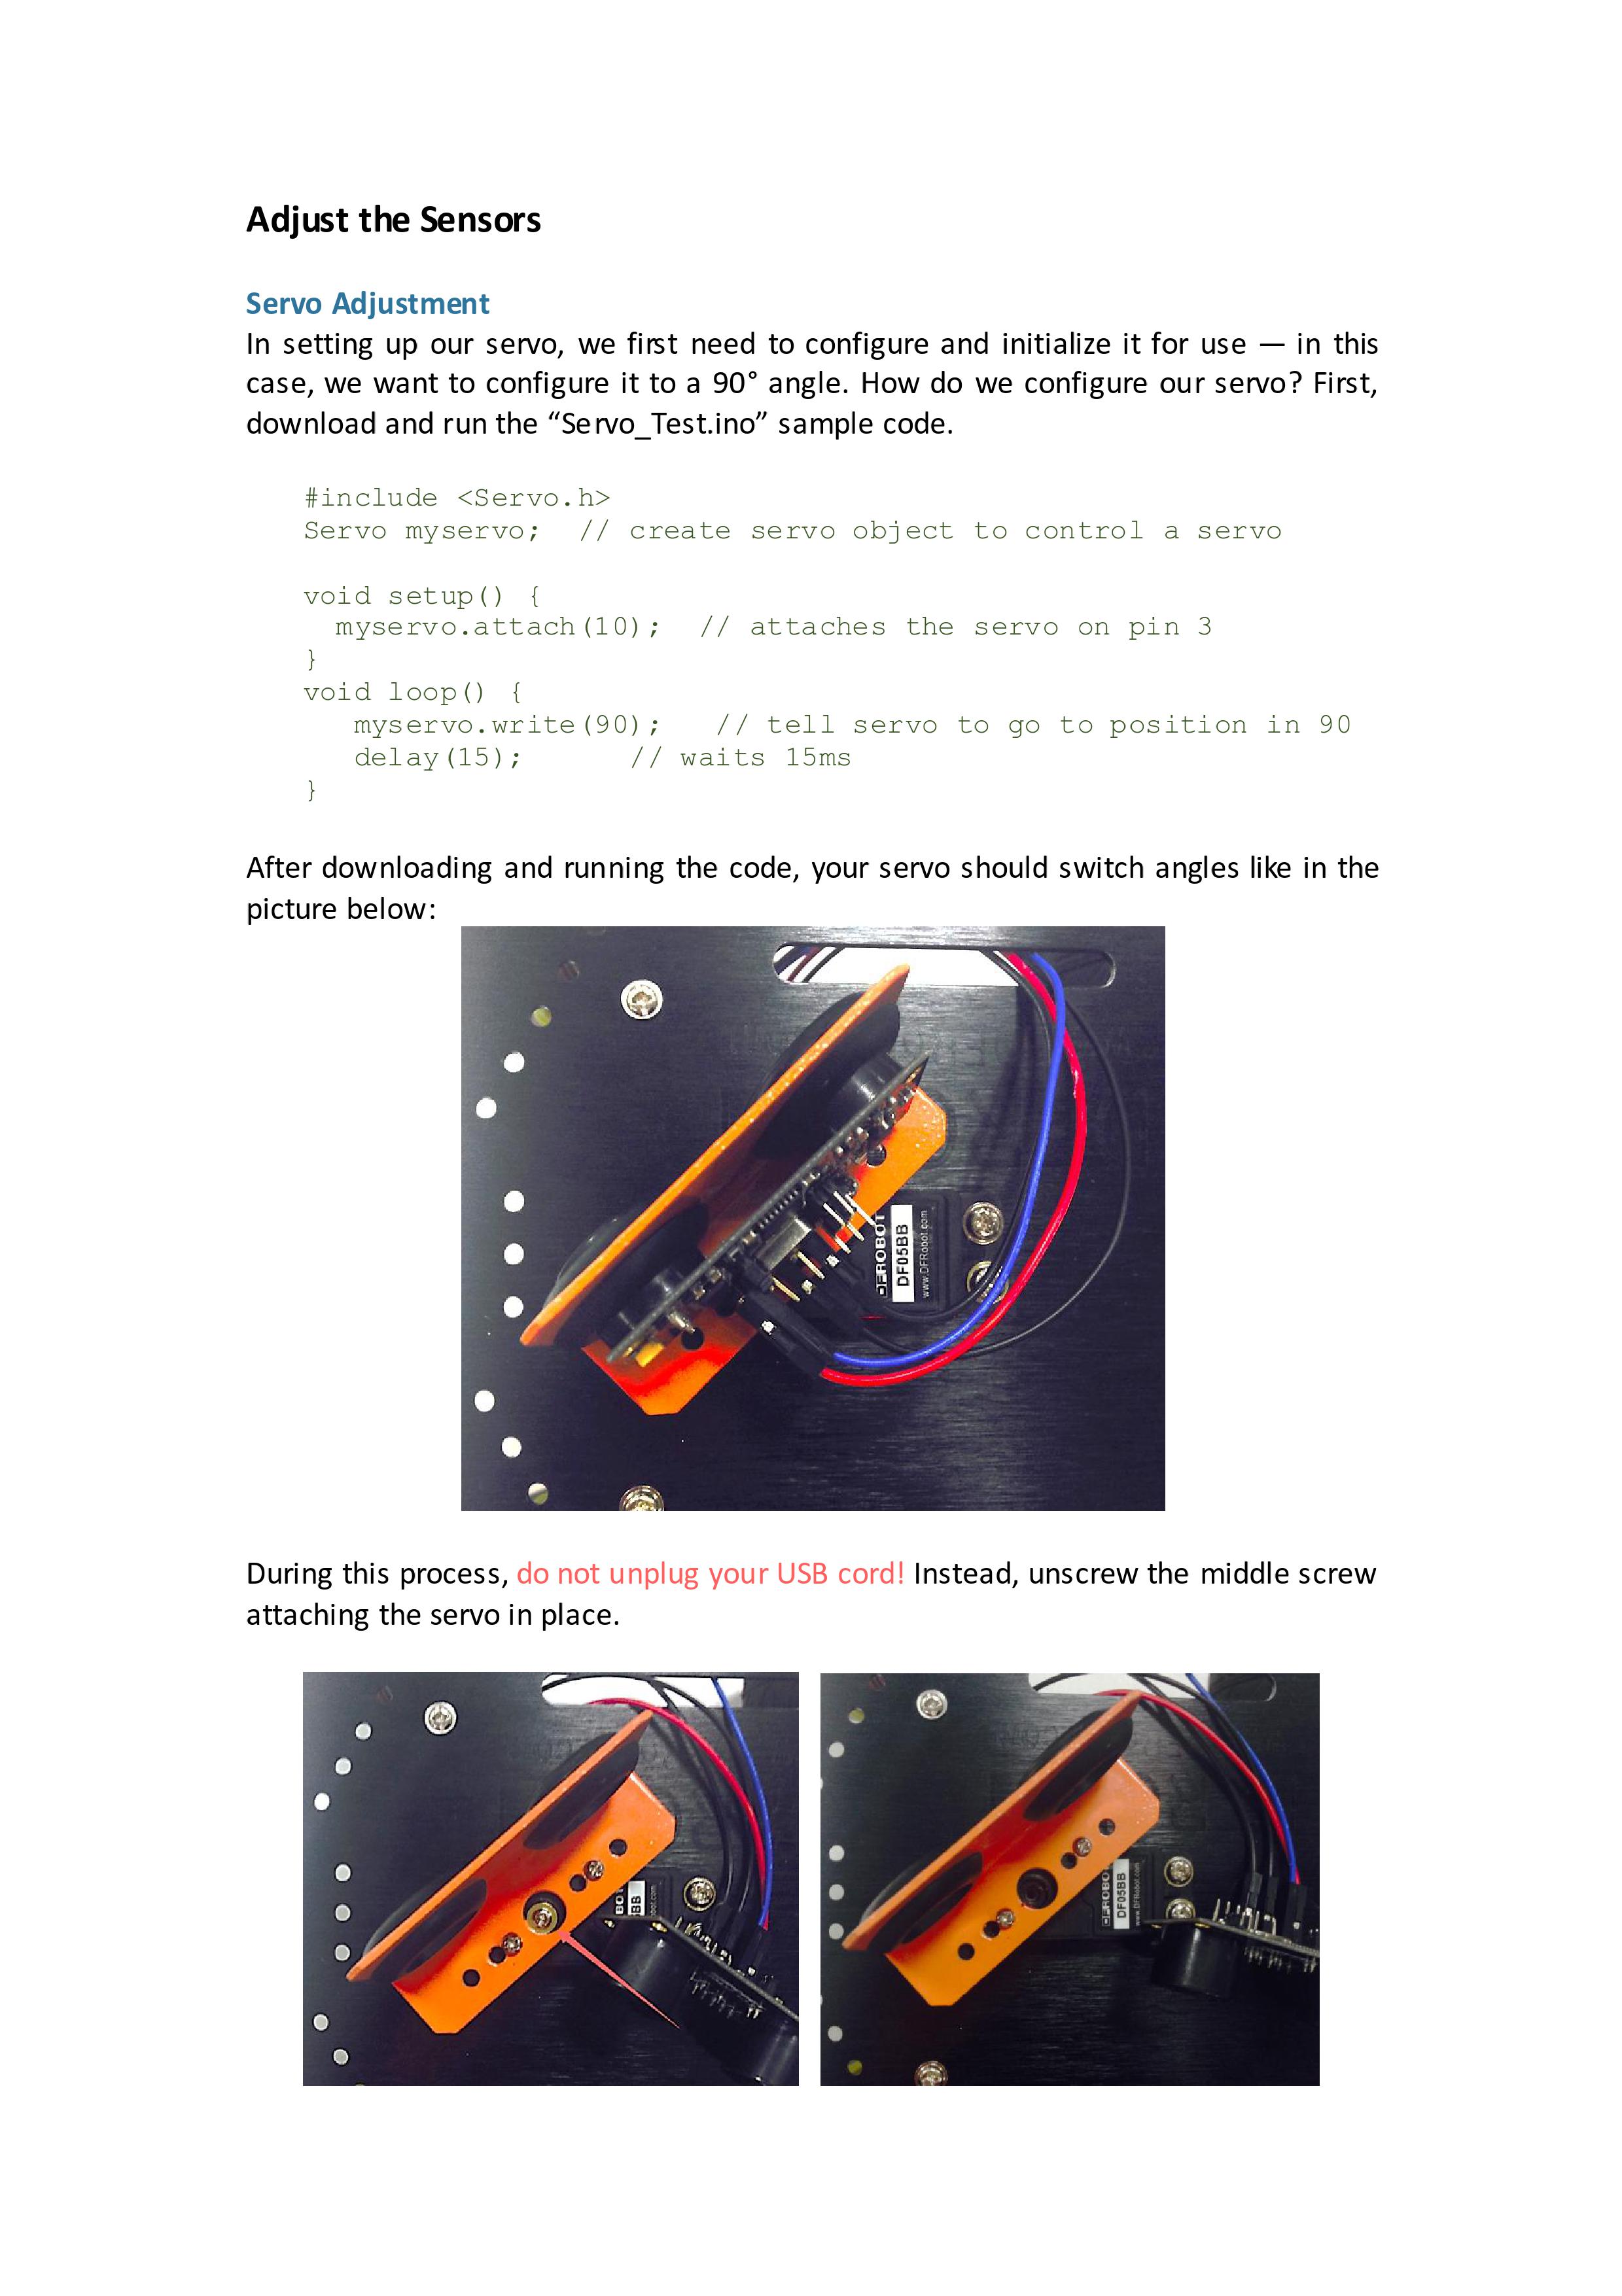 Adjust the Sensors
Servo Adjustment
In setting up our servo, we first need to configure and initialize it for use — in this
case, we want to configure it to a 90° angle. How do we configure our servo? First,
download and run the “Servo_Test.ino” sample code.
#include <Servo.h>
Servo myservo;  // create servo object to control a servo
void setup() {
  myservo.attach(10);  // attaches the servo on pin 3
}
void loop() {
   myservo.write(90);   // tell servo to go to position in 90
   delay(15);      // waits 15ms
}
After downloading and running the code, your servo should switch angles like in the
picture below:
DFROBOT
DF05BB
www.DFRobot.com
During this process, do not unplug your USB cord! Instead, unscrew the middle screw
attaching the servo in place.
BO
BB
DFROBOT
DF05BB
www.DFRobot.com